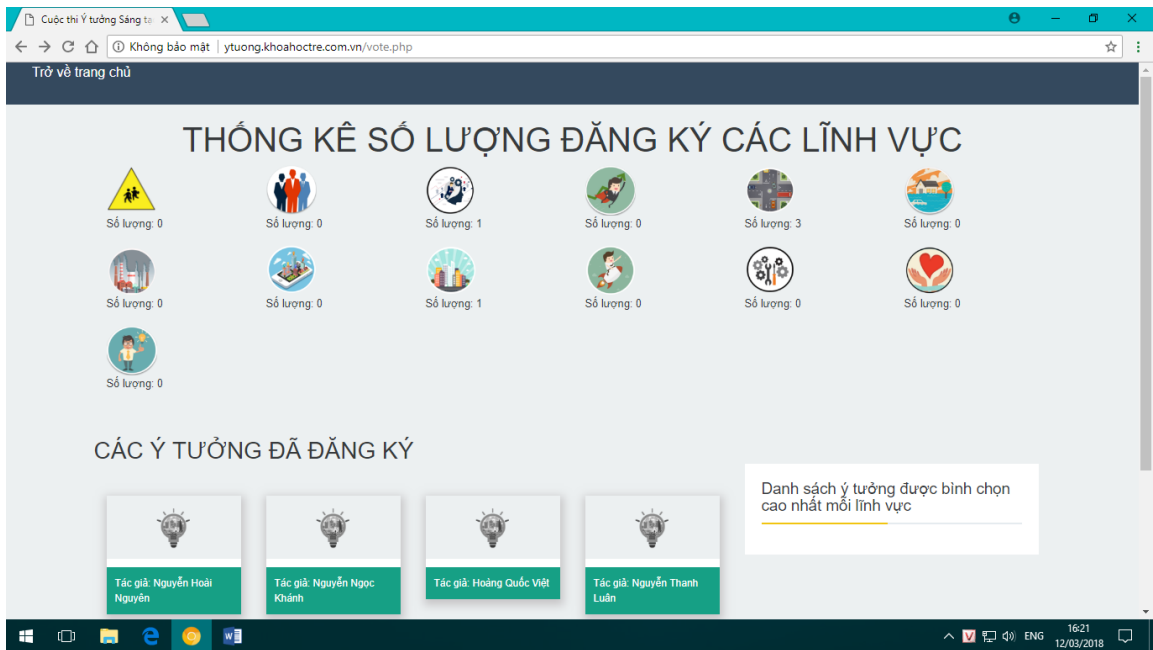 Cuộc thi Ý tưởng Sáng tạ
Không bảo mật | ytuong.khoahoctre.com.vn/vote.php
Trở về trang chủ
THỐNG KÊ SỐ LƯỢNG ĐĂNG KÝ CÁC LĨNH VỰC
Số lượng: 0 Số lượng: 0 Số lượng: 1 Số lượng: 0 Số lượng: 3 Số lượng: 0
Số lượng: 0 Số lượng: 0 Số lượng: 1 Số lượng: 0 Số lượng: 0 Số lượng: 0
Số lượng: 0
CÁC Ý TƯỞNG ĐÃ ĐĂNG KÝ
Danh sách ý tưởng được bình chọn
cao nhất mỗi lĩnh vực
Tác giả: Nguyễn Hoài
Nguyên
Tác giả: Nguyễn Ngọc
Khánh
Tác giả: Hoàng Quốc Việt
Tác giả: Nguyễn Thanh
Luân
ENG
16:21
12/03/2018